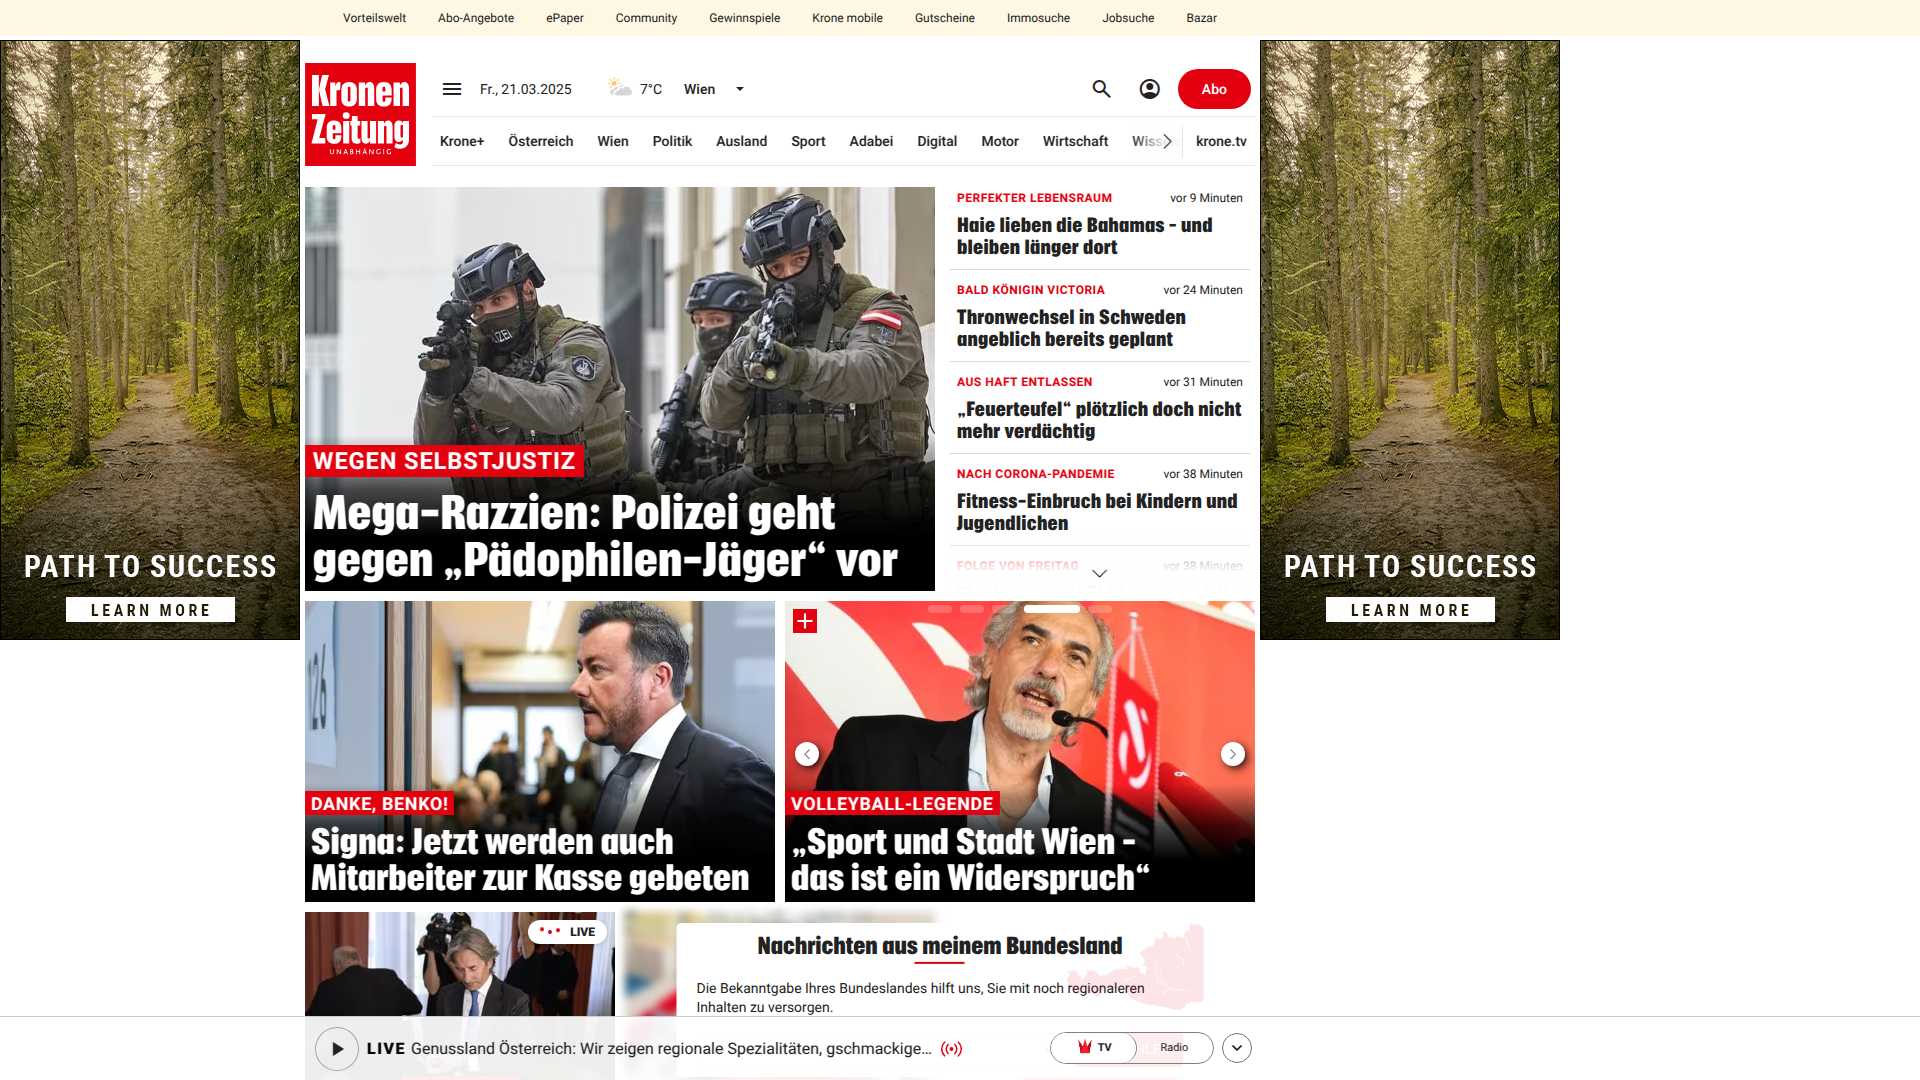 Vorteilswelt Abo-Angebote ePaper Community Gewinnspiele Krone mobile Gutscheine Immosuche Jobsuche Bazar
Kronen
Zeitung
UNABHÄNGIG
Fr., 21.03.2025 7°C Wien Abo
Krone+ Österreich Wien Politik Ausland Sport Adabei Digital Motor Wirtschaft Wiss krone.tv
PATH TO SUCCESS
LEARN MORE
WEGEN SELBSTJUSTIZ
Mega-Razzien: Polizei geht
gegen „Pädophilen-Jäger“ vor
PERFEKTER LEBENSRAUM vor 9 Minuten
Haie lieben die Bahamas – und
bleiben länger dort
BALD KÖNIGIN VICTORIA vor 24 Minuten
Thronwechsel in Schweden
angeblich bereits geplant
AUS HAFT ENTLASSEN vor 31 Minuten
„Feuerteufel“ plötzlich doch nicht
mehr verdächtig
NACH CORONA-PANDEMIE vor 38 Minuten
Fitness-Einbruch bei Kindern und
Jugendlichen
FOLGE VON FREITAG vor 38 Minuten
PATH TO SUCCESS
LEARN MORE
126
DANKE, BENKO!
Signa: Jetzt werden auch
Mitarbeiter zur Kasse gebeten
VOLLEYBALL-LEGENDE
„Sport und Stadt Wien –
das ist ein Widerspruch“
LIVE
Nachrichten aus meinem Bundesland
Die Bekanntgabe Ihres Bundeslandes hilft uns, Sie mit noch regionaleren
Inhalten zu versorgen.
LIVE Genussland Österreich: Wir zeigen regionale Spezialitäten, gschmackige... TV Radio